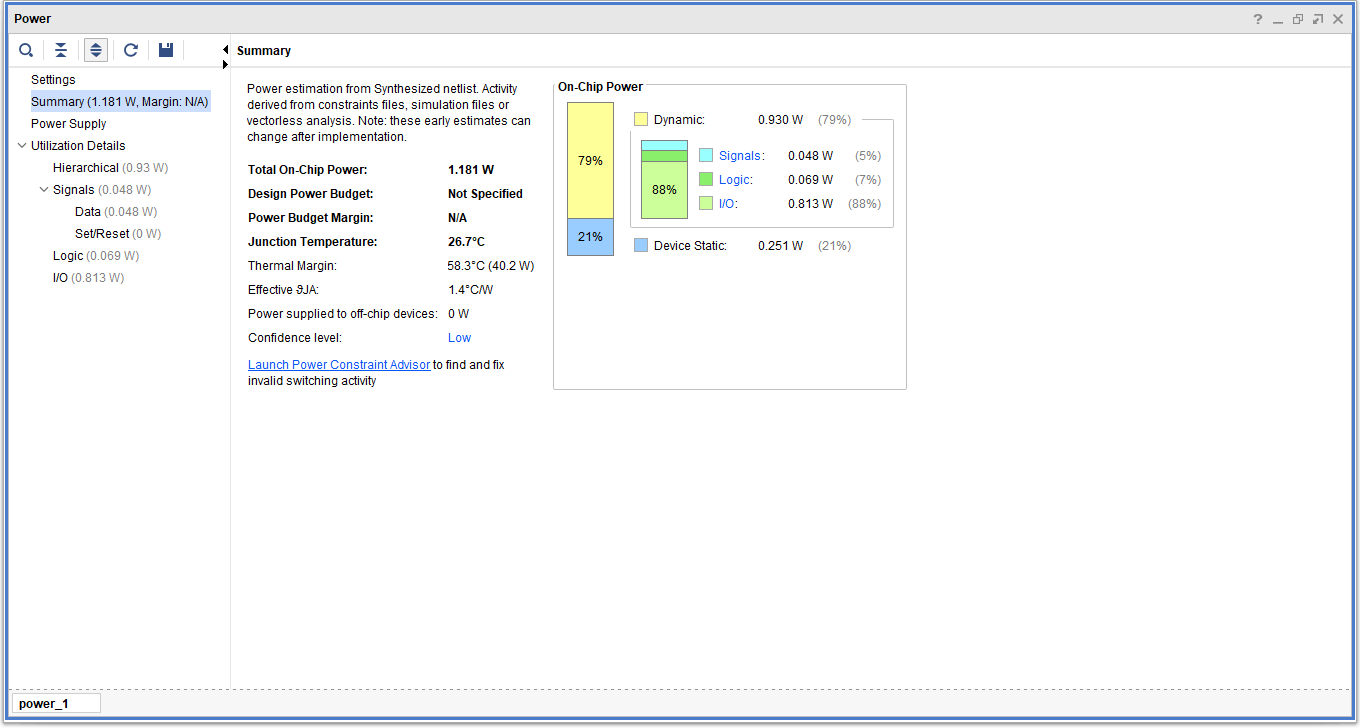 Power
?
Summary
Settings
Summary (1.181 W, Margin: N/A)
Power Supply
Utilization Details
Hierarchical (0.93 W)
Signals (0.048 W)
Data (0.048 W)
Set/Reset (0 W)
Logic (0.069 W)
I/O (0.813 W)
Power estimation from Synthesized netlist. Activity
derived from constraints files, simulation files or
vectorless analysis. Note: these early estimates can
change after implementation.
Total On-Chip Power: 1.181 W
Design Power Budget: Not Specified
Power Budget Margin: N/A
Junction Temperature: 26.7°C
Thermal Margin: 58.3°C (40.2 W)
Effective ϑJA: 1.4°C/W
Power supplied to off-chip devices: 0 W
Confidence level: Low
Launch Power Constraint Advisor to find and fix
invalid switching activity
On-Chip Power
79%
21%
Dynamic: 0.930 W (79%)
88%
Signals: 0.048 W (5%)
Logic: 0.069 W (7%)
I/O: 0.813 W (88%)
Device Static: 0.251 W (21%)
power_1